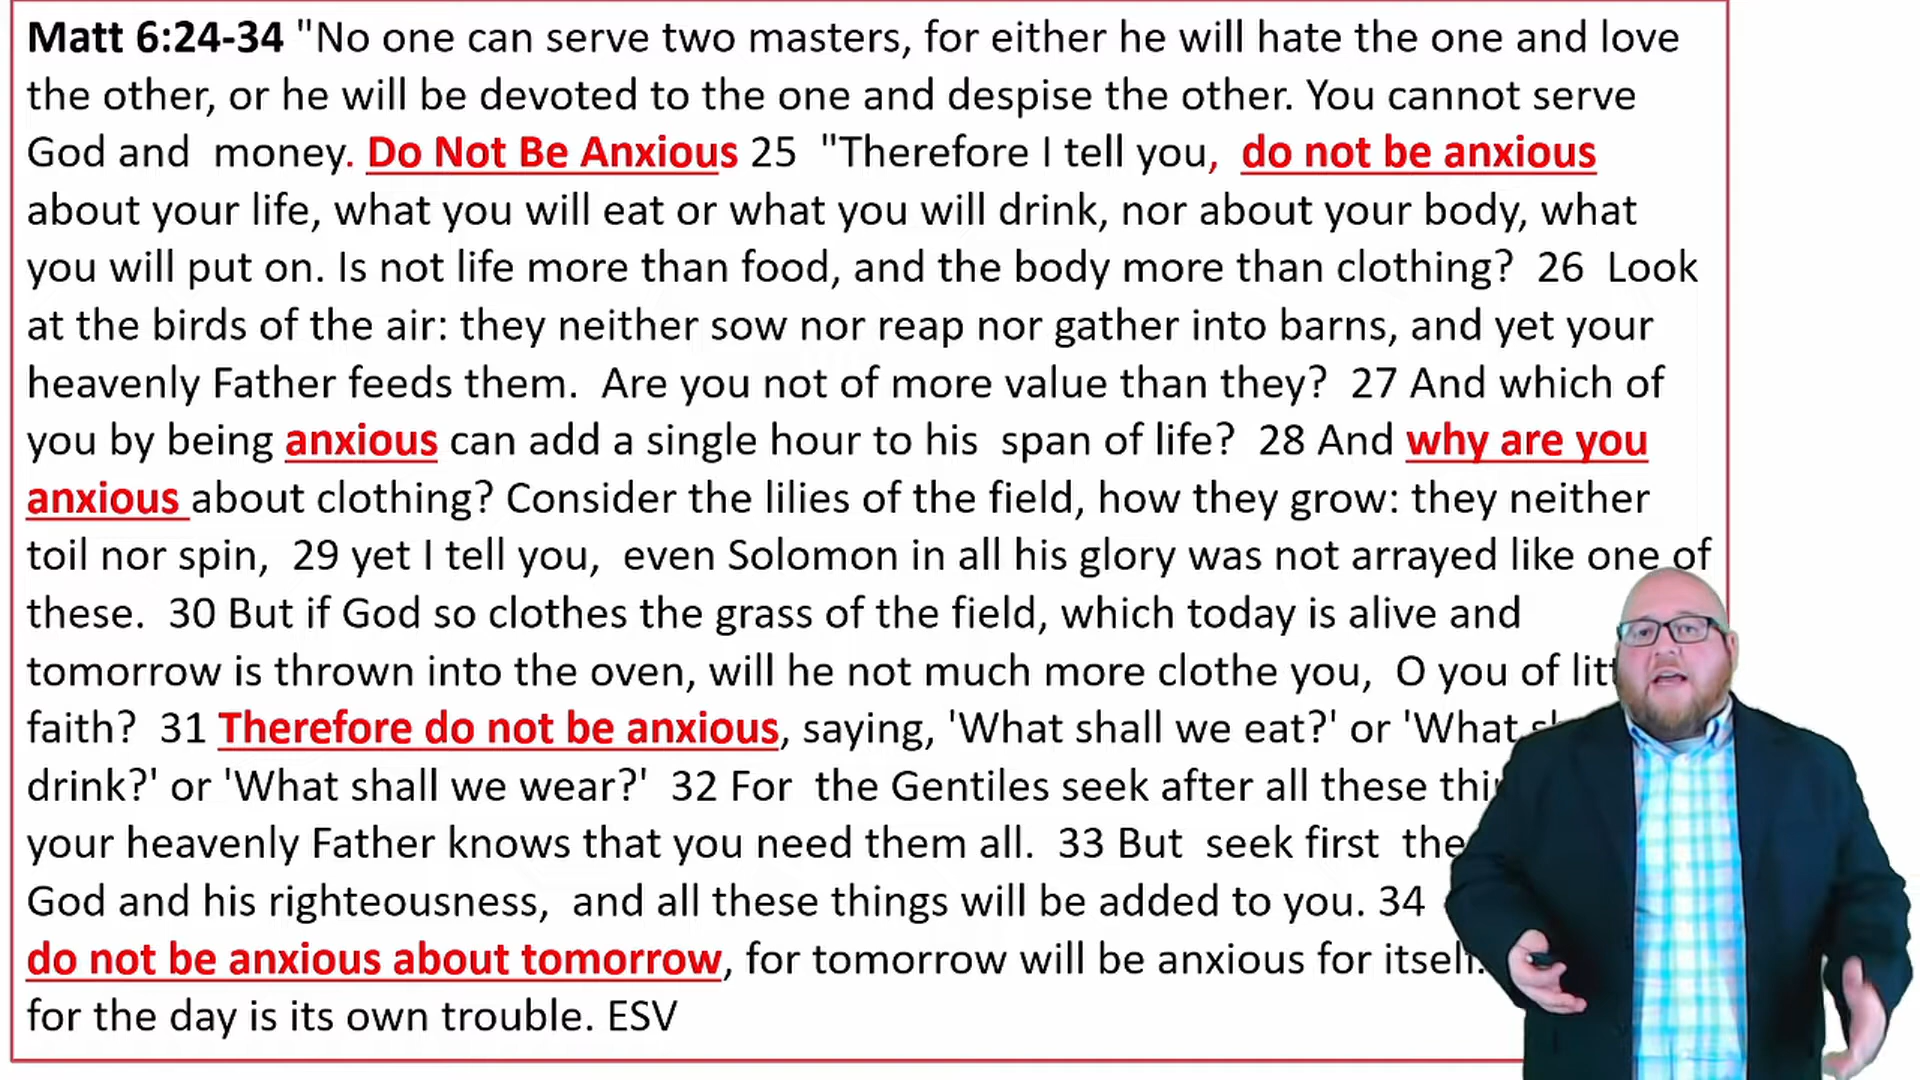 Matt 6:24-34 "No one can serve two masters, for either he will hate the one and love
the other, or he will be devoted to the one and despise the other. You cannot serve
God and money. Do Not Be Anxious 25 "Therefore I tell you, do not be anxious
about your life, what you will eat or what you will drink, nor about your body, what
you will put on. Is not life more than food, and the body more than clothing? 26 Look
at the birds of the air: they neither sow nor reap nor gather into barns, and yet your
heavenly Father feeds them. Are you not of more value than they? 27 And which of
you by being anxious can add a single hour to his span of life? 28 And why are you
anxious about clothing? Consider the lilies of the field, how they grow: they neither
toil nor spin, 29 yet I tell you, even Solomon in all his glory was not arrayed like one of
these. 30 But if God so clothes the grass of the field, which today is alive and
tomorrow is thrown into the oven, will he not much more clothe you, O you of
faith? 31 Therefore do not be anxious, saying, 'What shall we eat?' or 'What
drink?' or 'What shall we wear?' 32 For the Gentiles seek after all these
your heavenly Father knows that you need them all. 33 But seek first the
God and his righteousness, and all these things will be added to you. 34
do not be anxious about tomorrow, for tomorrow will be anxious for itself.
for the day is its own trouble. ESV